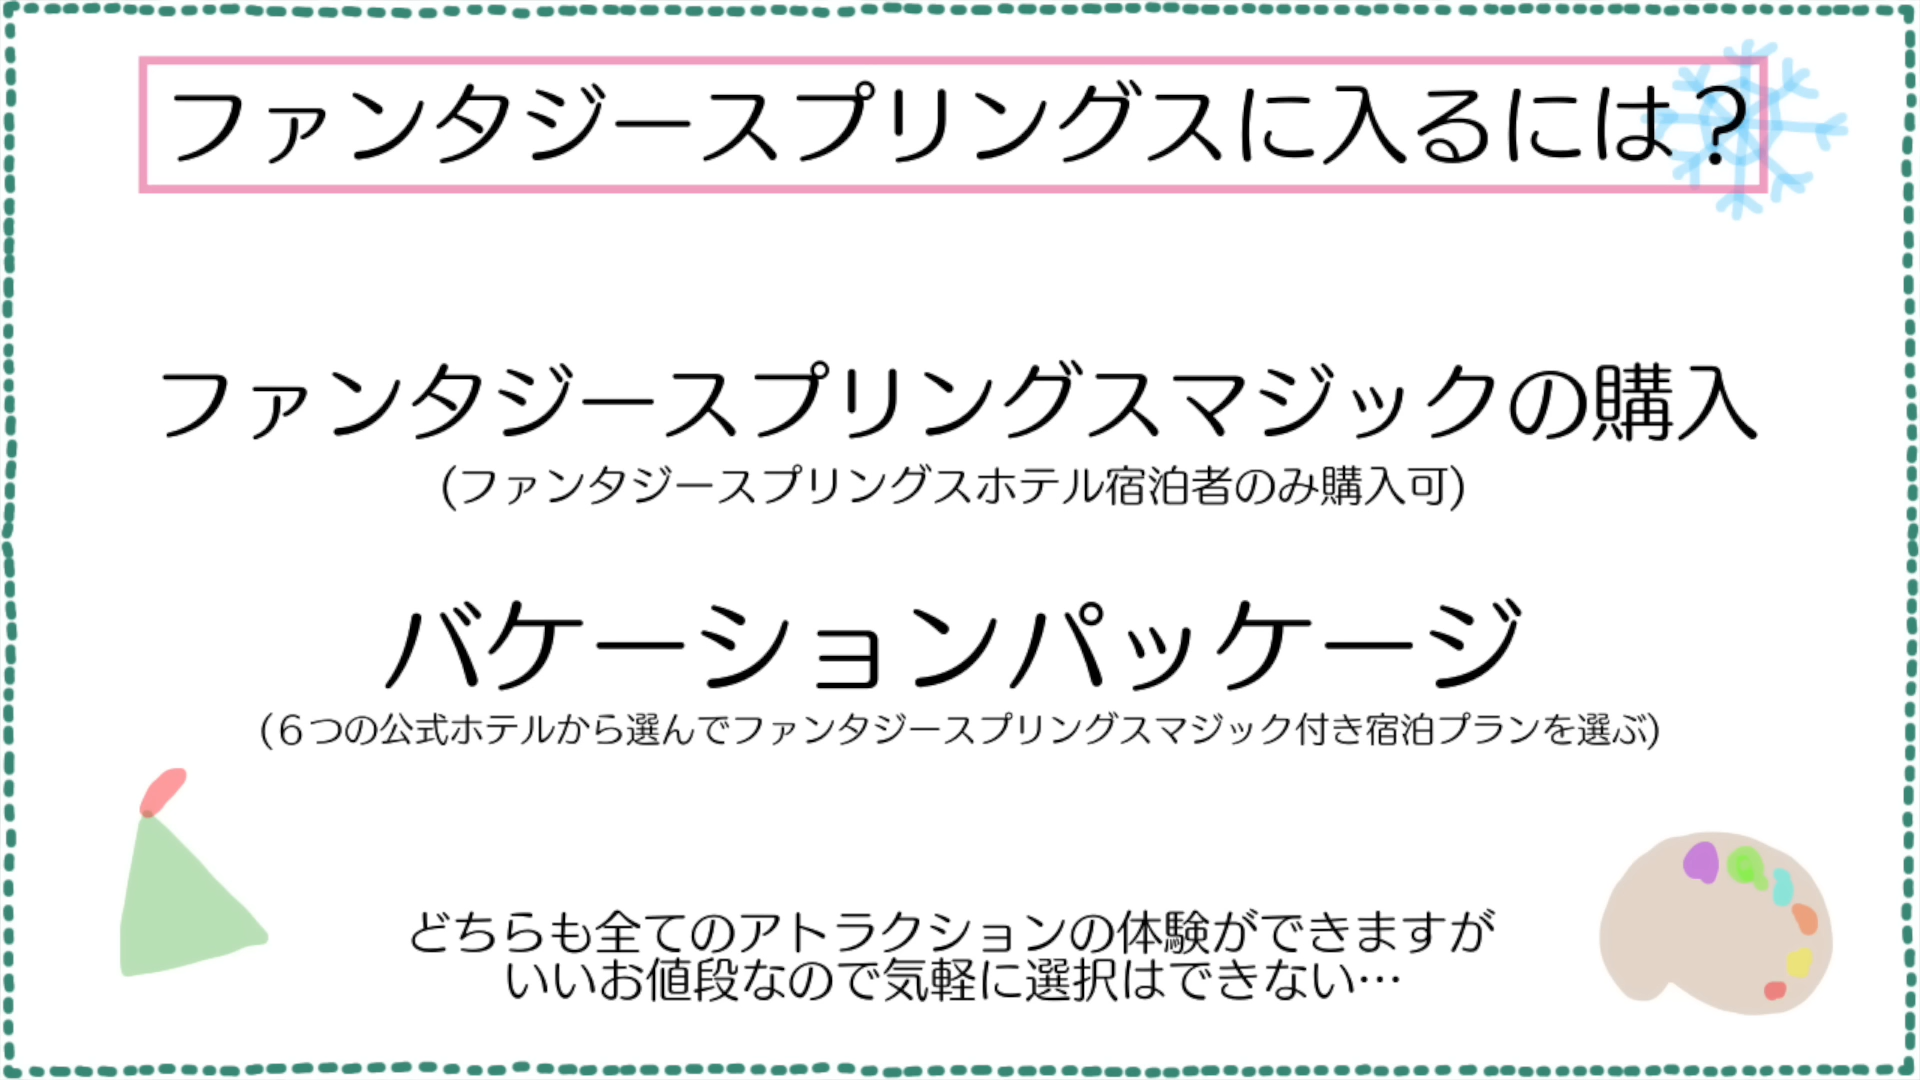 ファンタジースプリングスに入るには？
ファンタジースプリングスマジックの購入
(ファンタジースプリングスホテル宿泊者のみ購入可)
バケーションパッケージ
(６つの公式ホテルから選んでファンタジースプリングスマジック付き宿泊プランを選ぶ)
どちらも全てのアトラクションの体験ができますが
いいお値段なので気軽に選択はできない…